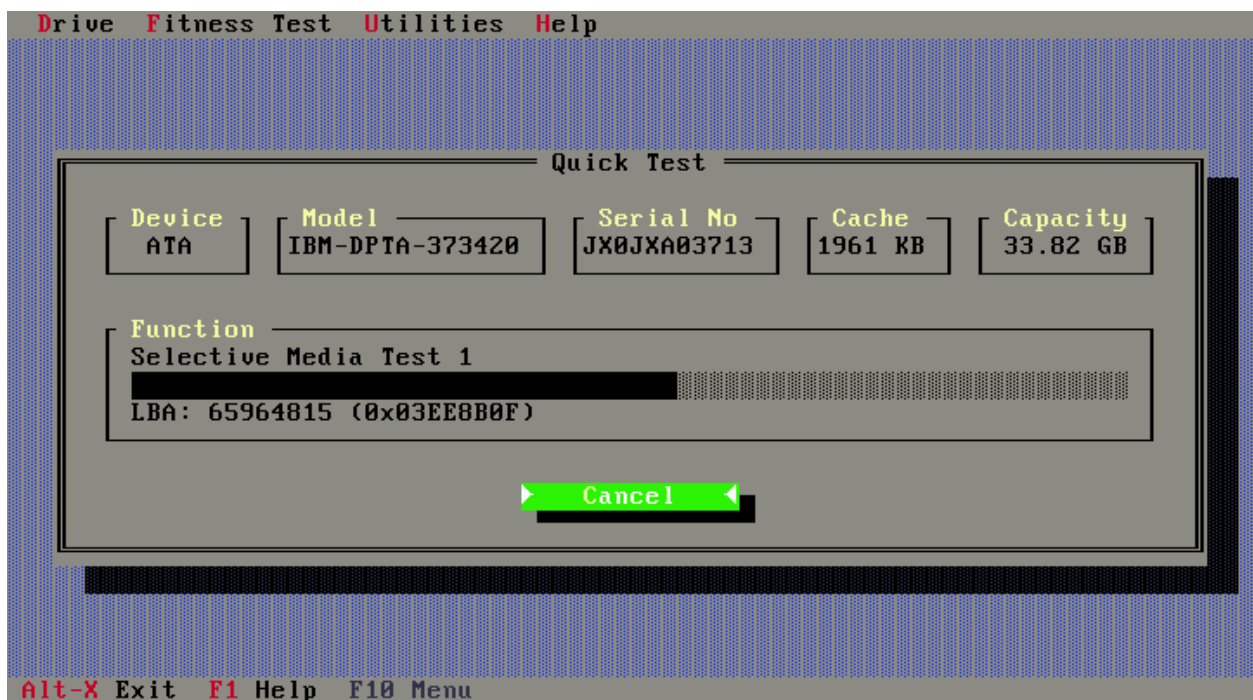 Drive Fitness Test Utilities Help
Quick Test
Device Model Serial No Cache Capacity
ATA IBM-DPTA-373420 JX0JXA03713 1961 KB 33.82 GB
Function
Selective Media Test 1
LBA: 65964815 (0x03EE8B0F)
Cancel
Alt-X Exit F1 Help F10 Menu